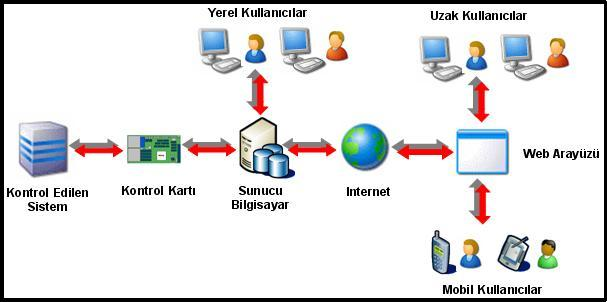 Yerel Kullanıcılar
Uzak Kullanıcılar
Kontrol Edilen
Sistem
Kontrol Kartı
Sunucu
Bilgisayar
Internet
Web Arayüzü
Mobil Kullanıcılar